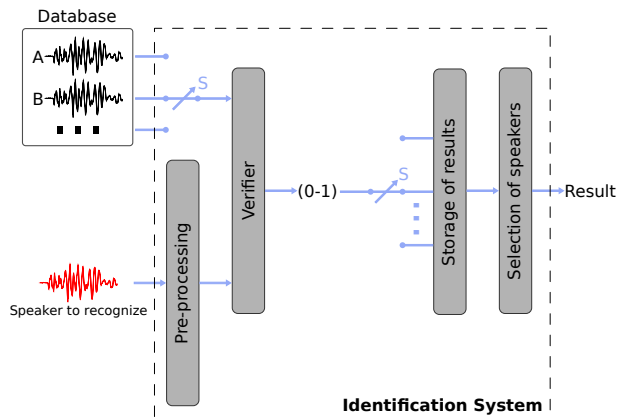 Database
A
B
S
Verifier
Pre-processing
Speaker to recognize
(0-1)
S
Storage of results
Selection of speakers
Result
Identification System